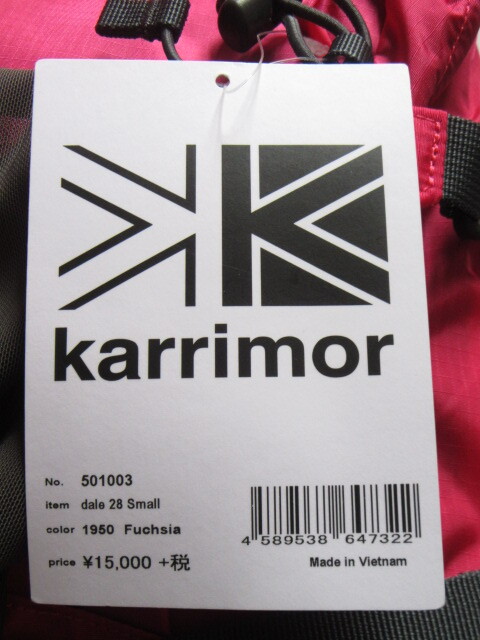 karrimor
No. 501003
item dale 28 Small
color 1950 Fuchsia
price ¥15,000 +税
4 589538 647322
Made in Vietnam